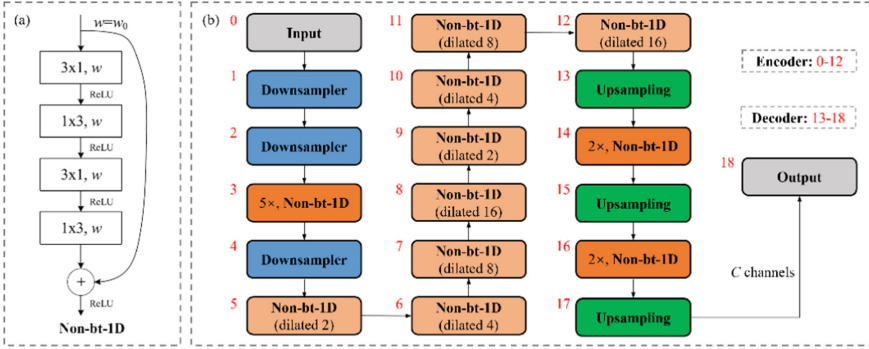 (a)
w=w0
3x1, w
ReLU
1x3, w
ReLU
3x1, w
ReLU
1x3, w
+
ReLU
Non-bt-1D
(b)
0
Input
1
Downsampler
2
Downsampler
3
5×, Non-bt-1D
4
Downsampler
5
Non-bt-1D
(dilated 2)
6
Non-bt-1D
(dilated 4)
7
Non-bt-1D
(dilated 8)
8
Non-bt-1D
(dilated 16)
9
Non-bt-1D
(dilated 2)
10
Non-bt-1D
(dilated 4)
11
Non-bt-1D
(dilated 8)
12
Non-bt-1D
(dilated 16)
13
Upsampling
14
2×, Non-bt-1D
15
Upsampling
16
2×, Non-bt-1D
17
Upsampling
C channels
18
Output
Encoder: 0-12
Decoder: 13-18